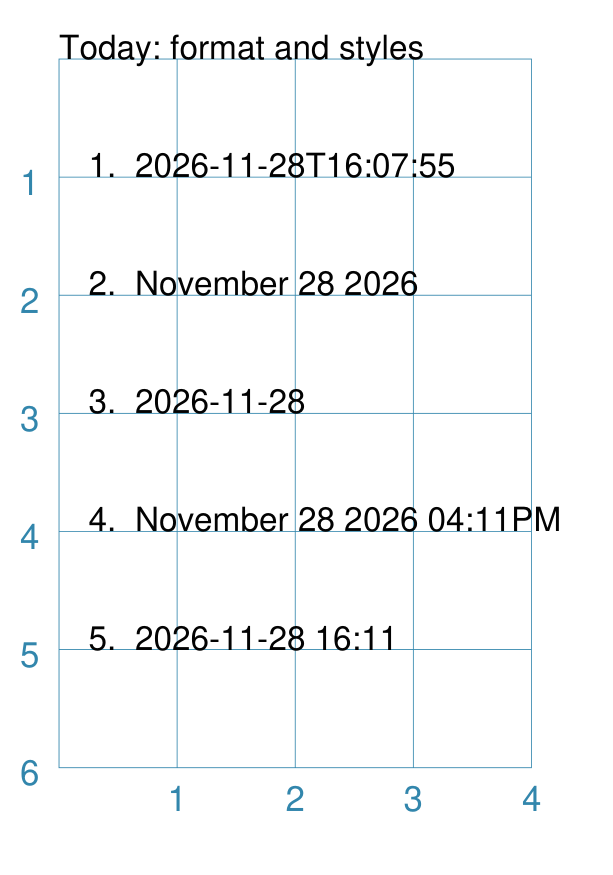 Today: format and styles
1. 2026-11-28T16:07:55
1
2. November 28 2026
2
3. 2026-11-28
3
4. November 28 2026 04:11PM
4
5. 2026-11-28 16:11
5
6
1 2 3 4